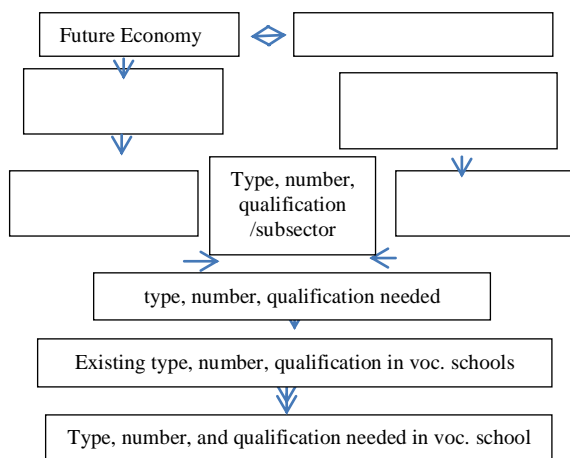 Future Economy
Type, number,
qualification
/subsector
type, number, qualification needed
Existing type, number, qualification in voc. schools
Type, number, and qualification needed in voc. school